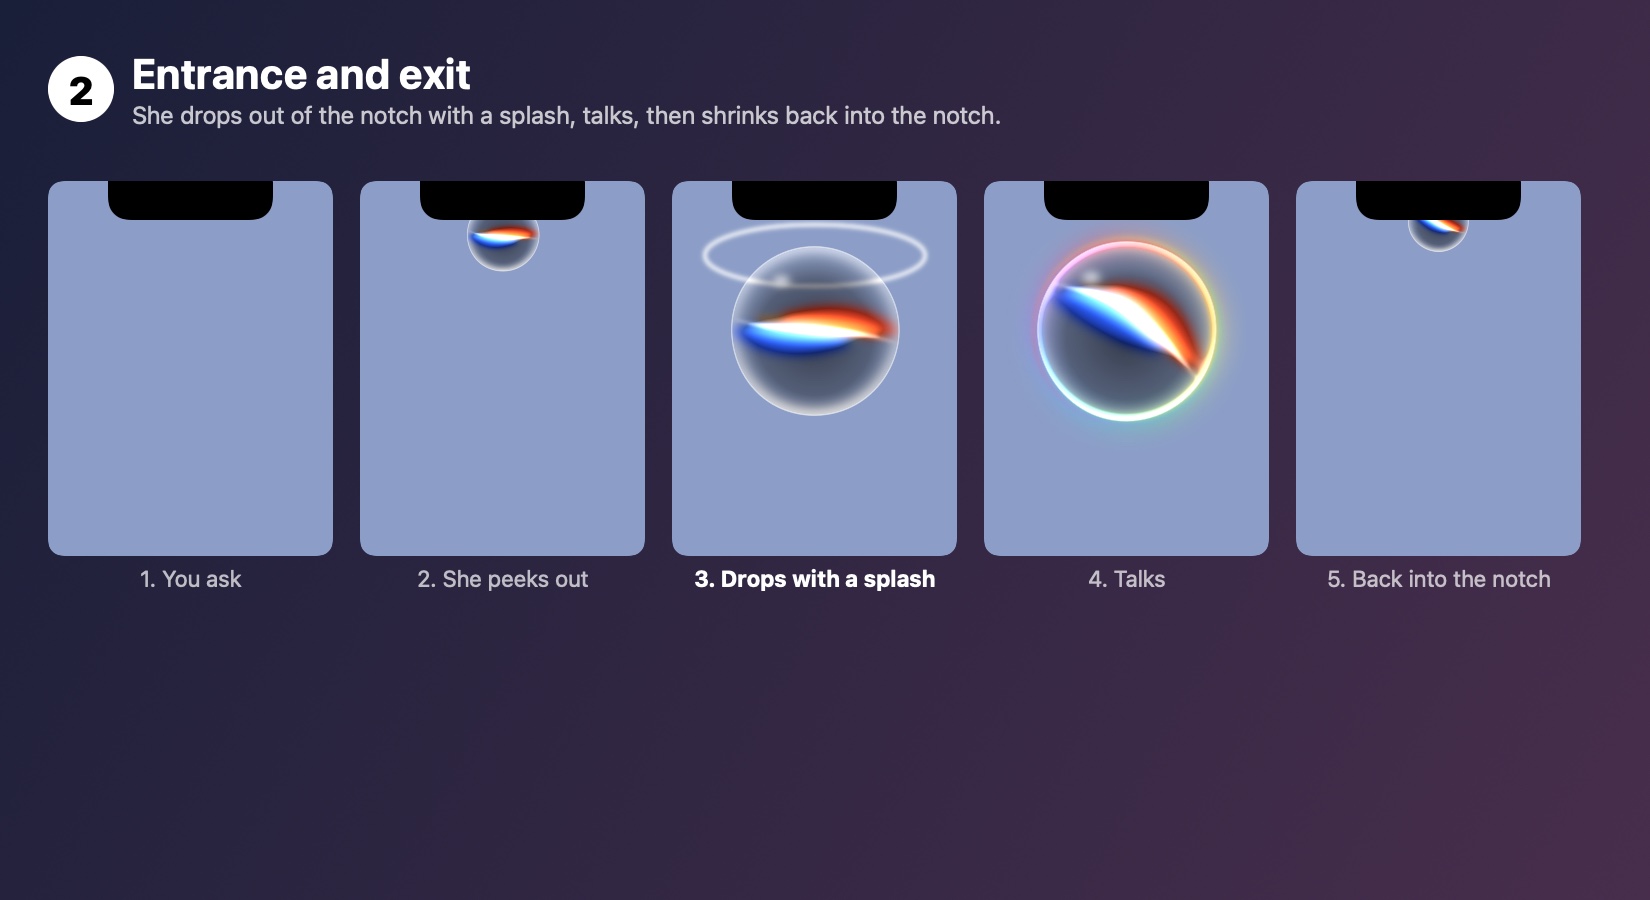 2
Entrance and exit
She drops out of the notch with a splash, talks, then shrinks back into the notch.
1. You ask
2. She peeks out
3. Drops with a splash
4. Talks
5. Back into the notch